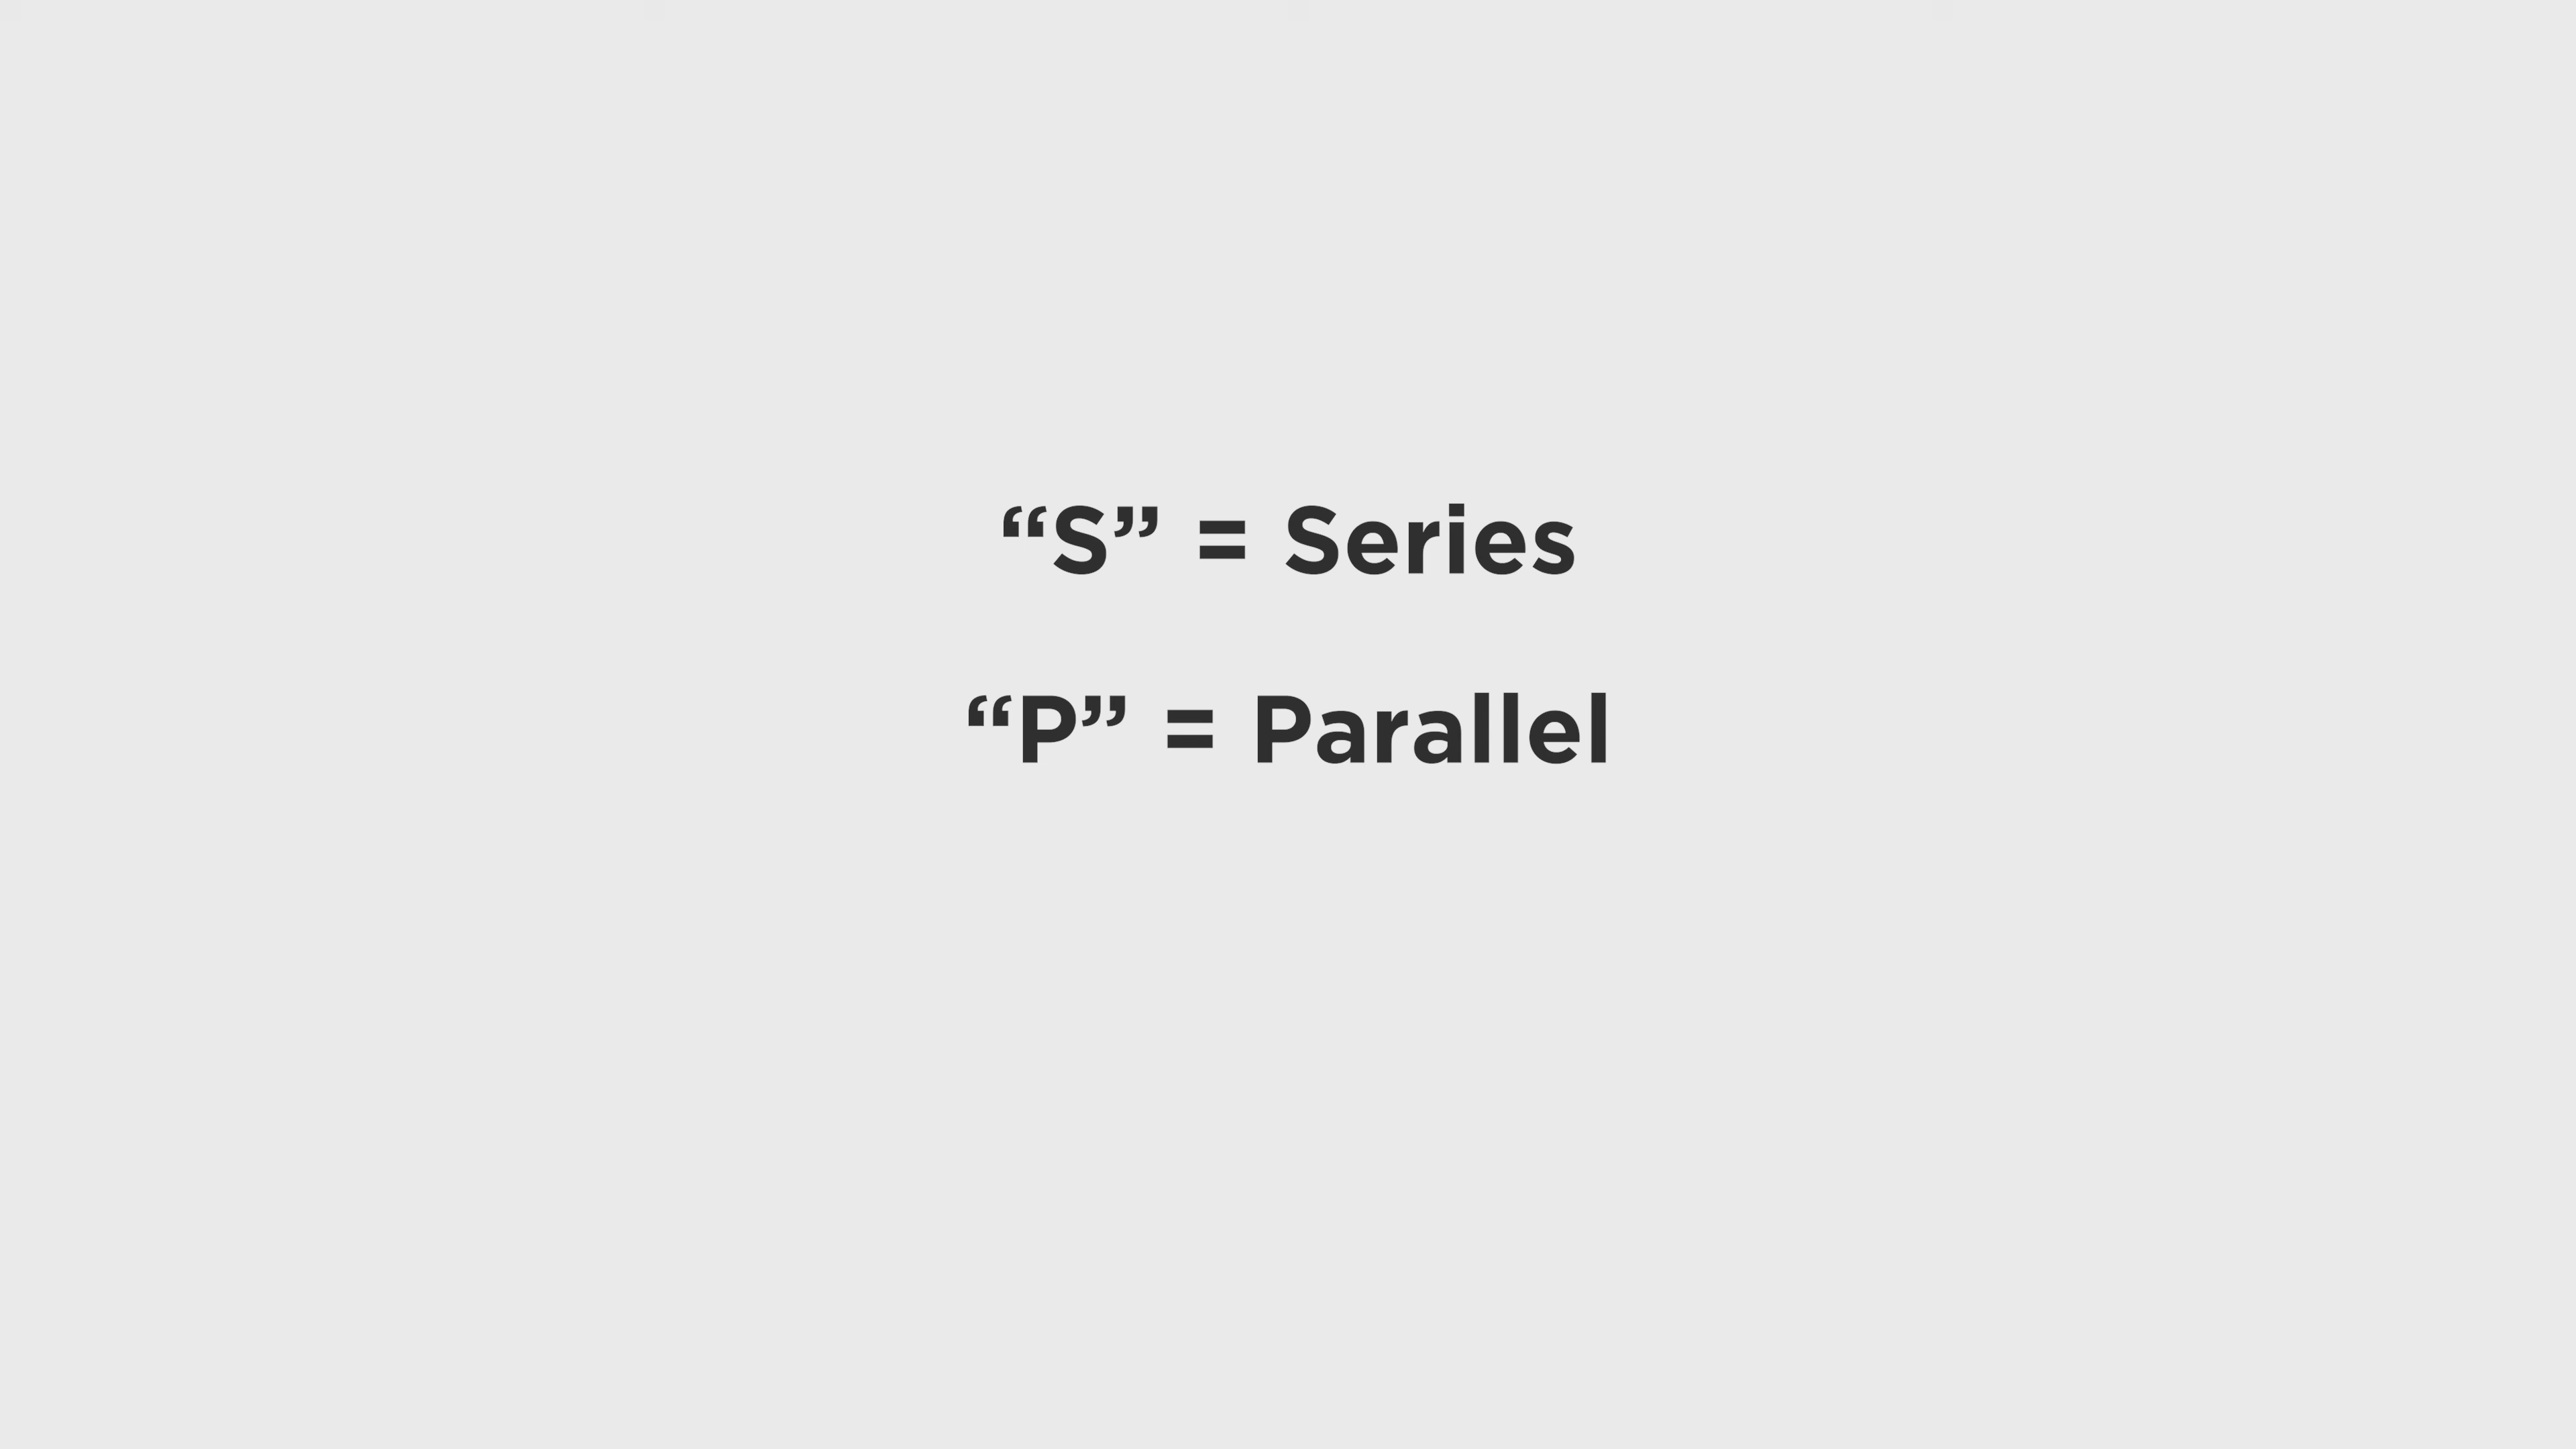 “S” = Series
“P” = Parallel